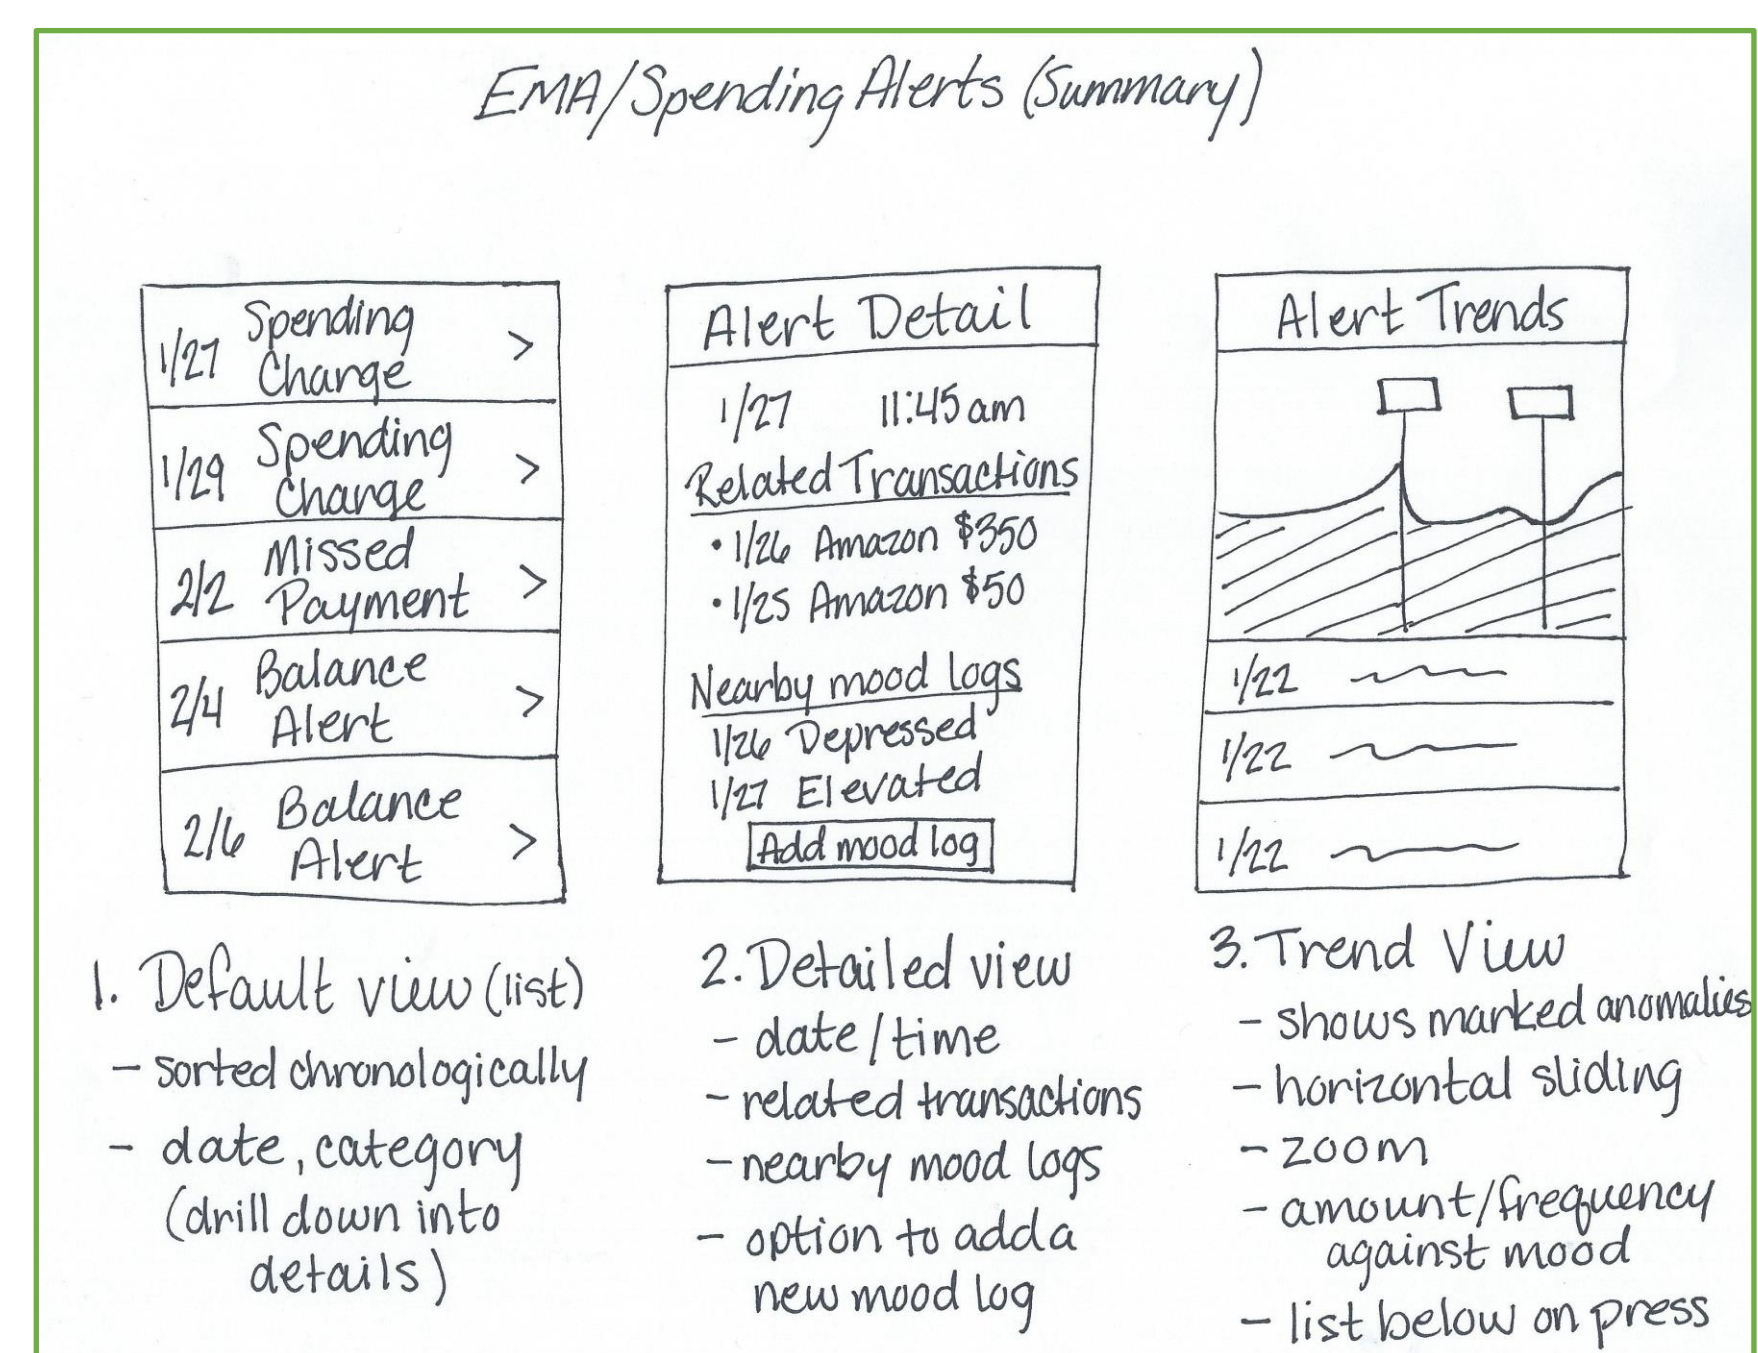 EMA/Spending Alerts (Summary)
1/27 Spending Change >
1/29 Spending Change >
2/2 Missed Payment >
2/4 Balance Alert >
2/6 Balance Alert >
Alert Detail
1/27 11:45am
Related Transactions
• 1/26 Amazon $350
• 1/25 Amazon $50
Nearby mood logs
1/26 Depressed
1/27 Elevated
Add mood log
Alert Trends
1/22
1/22
1/22
1. Default view (list)
- sorted chronologically
- date, category
(drill down into
details)
2. Detailed view
- date/time
- related transactions
- nearby mood logs
- option to add a
new mood log
3. Trend View
- shows marked anomalies
- horizontal sliding
- zoom
- amount/frequency
against mood
- list below on press